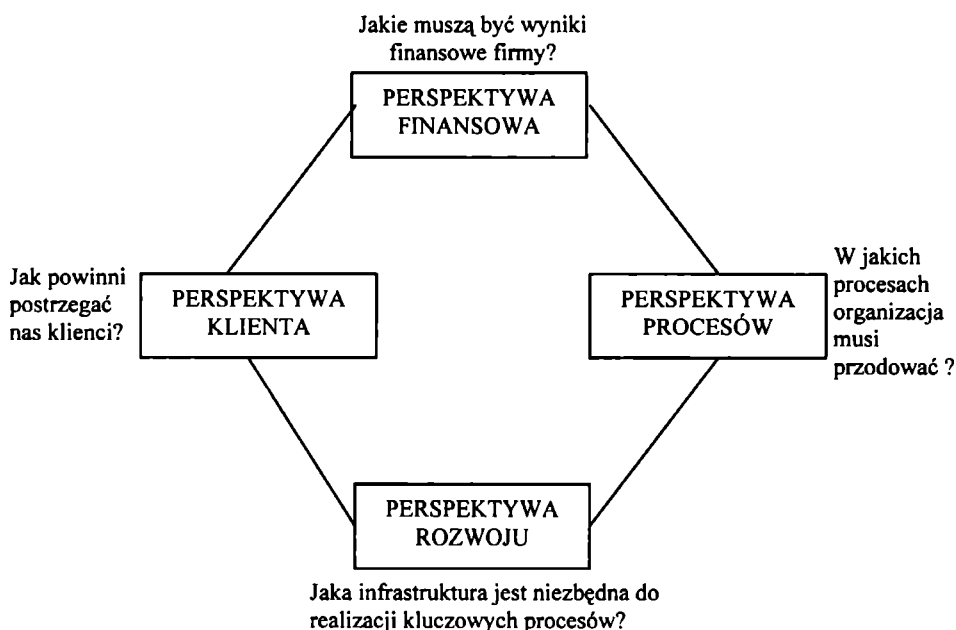 Jakie muszą być wyniki
finansowe firmy?
PERSPEKTYWA
FINANSOWA
Jak powinni
postrzegać
nas klienci?
PERSPEKTYWA
KLIENTA
PERSPEKTYWA
PROCESÓW
W jakich
procesach
organizacja
musi
przodować ?
PERSPEKTYWA
ROZWOJU
Jaka infrastruktura jest niezbędna do
realizacji kluczowych procesów?